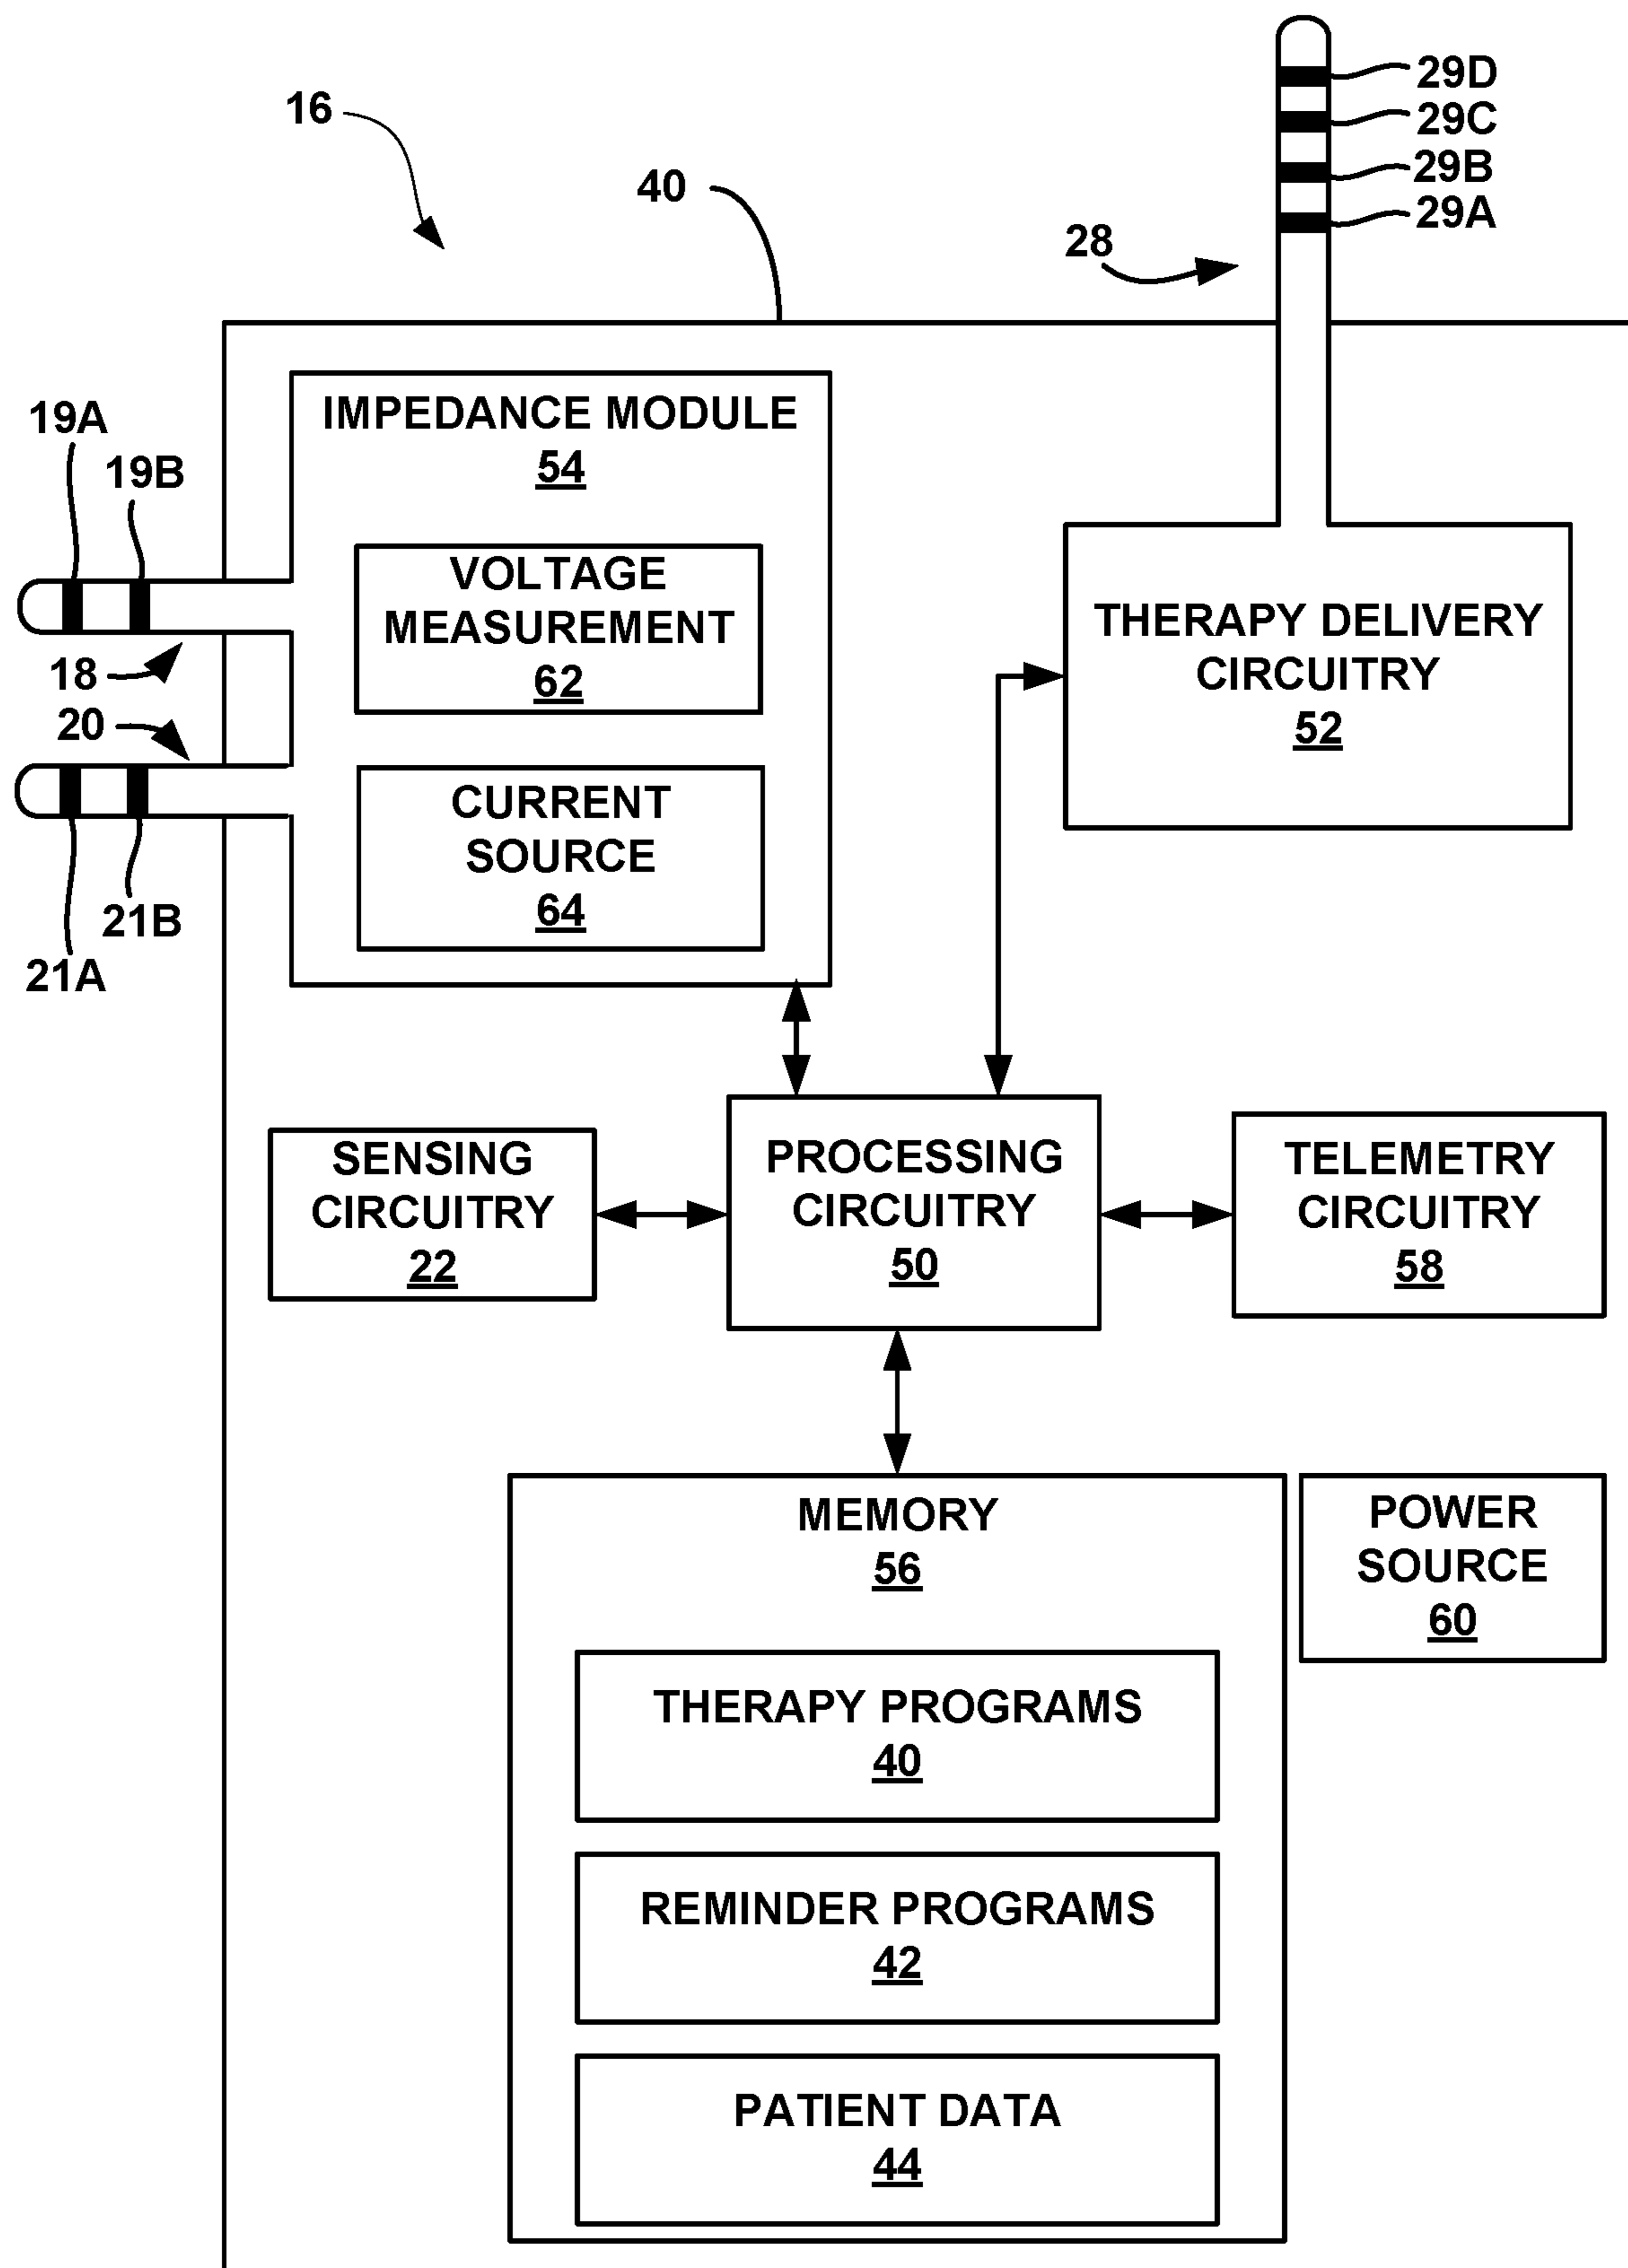 16
40
28
29D
29C
29B
29A
19A
19B
18
20
21A
21B
IMPEDANCE MODULE
54
VOLTAGE
MEASUREMENT
62
CURRENT
SOURCE
64
THERAPY DELIVERY
CIRCUITRY
52
SENSING
CIRCUITRY
22
PROCESSING
CIRCUITRY
50
TELEMETRY
CIRCUITRY
58
MEMORY
56
THERAPY PROGRAMS
40
REMINDER PROGRAMS
42
PATIENT DATA
44
POWER
SOURCE
60